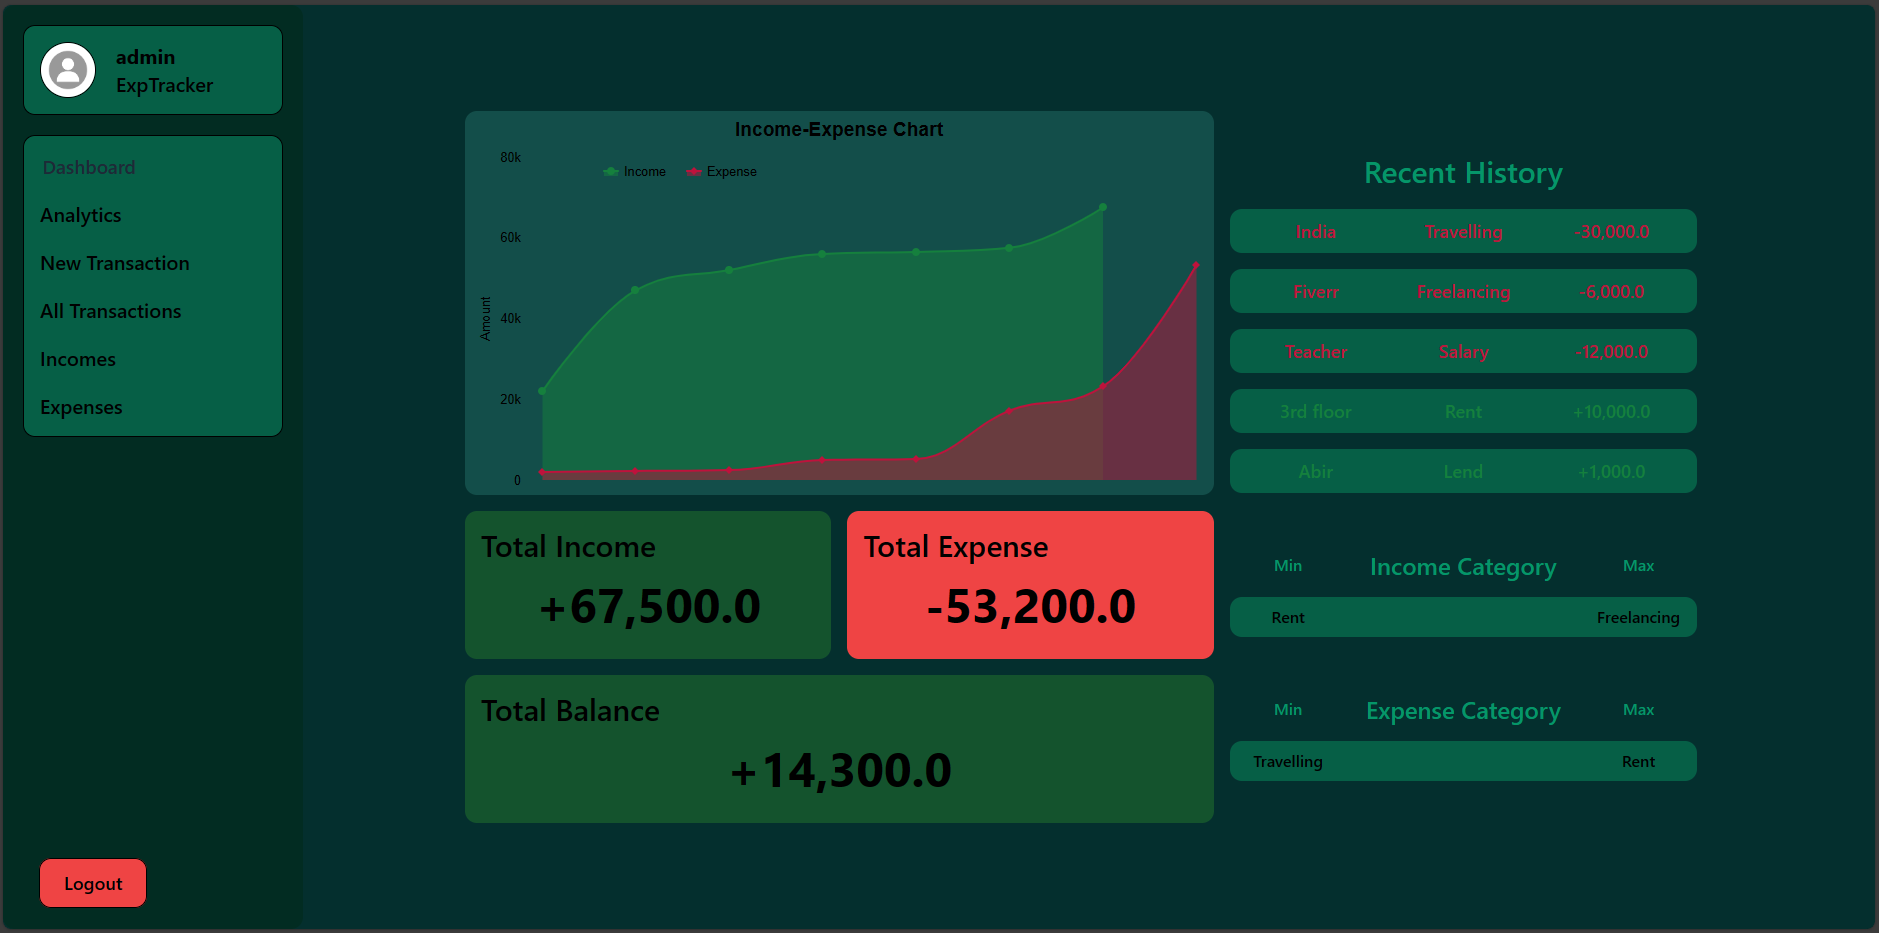 admin
ExpTracker
Dashboard
Analytics
New Transaction
All Transactions
Incomes
Expenses
Logout
Income-Expense Chart
Income Expense
80k
60k
40k
20k
0
Amount
Total Income
+67,500.0
Total Expense
-53,200.0
Total Balance
+14,300.0
Recent History
India Travelling -30,000.0
Fiverr Freelancing -6,000.0
Teacher Salary -12,000.0
3rd floor Rent +10,000.0
Abir Lend +1,000.0
Min Income Category Max
Rent Freelancing
Min Expense Category Max
Travelling Rent